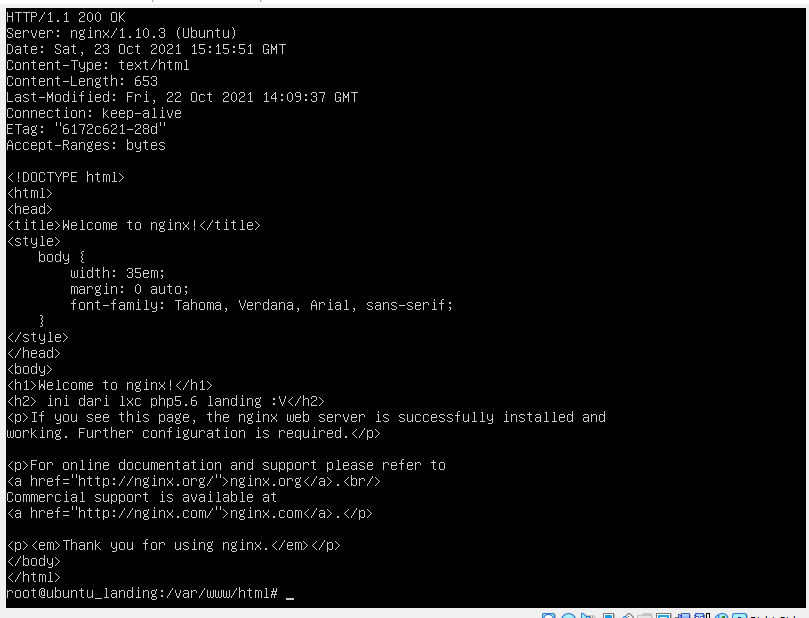 HTTP/1.1 200 OK
Server: nginx/1.10.3 (Ubuntu)
Date: Sat, 23 Oct 2021 15:15:51 GMT
Content-Type: text/html
Content-Length: 653
Last-Modified: Fri, 22 Oct 2021 14:09:37 GMT
Connection: keep-alive
ETag: "6172c621-28d"
Accept-Ranges: bytes

<!DOCTYPE html>
<html>
<head>
<title>Welcome to nginx!</title>
<style>
    body {
        width: 35em;
        margin: 0 auto;
        font-family: Tahoma, Verdana, Arial, sans-serif;
    }
</style>
</head>
<body>
<h1>Welcome to nginx!</h1>
<h2> ini dari lxc php5.6 landing :V</h2>
<p>If you see this page, the nginx web server is successfully installed and
working. Further configuration is required.</p>

<p>For online documentation and support please refer to
<a href="http://nginx.org/">nginx.org</a>.<br/>
Commercial support is available at
<a href="http://nginx.com/">nginx.com</a>.</p>

<p><em>Thank you for using nginx.</em></p>
</body>
</html>
root@ubuntu_landing:/var/www/html# _